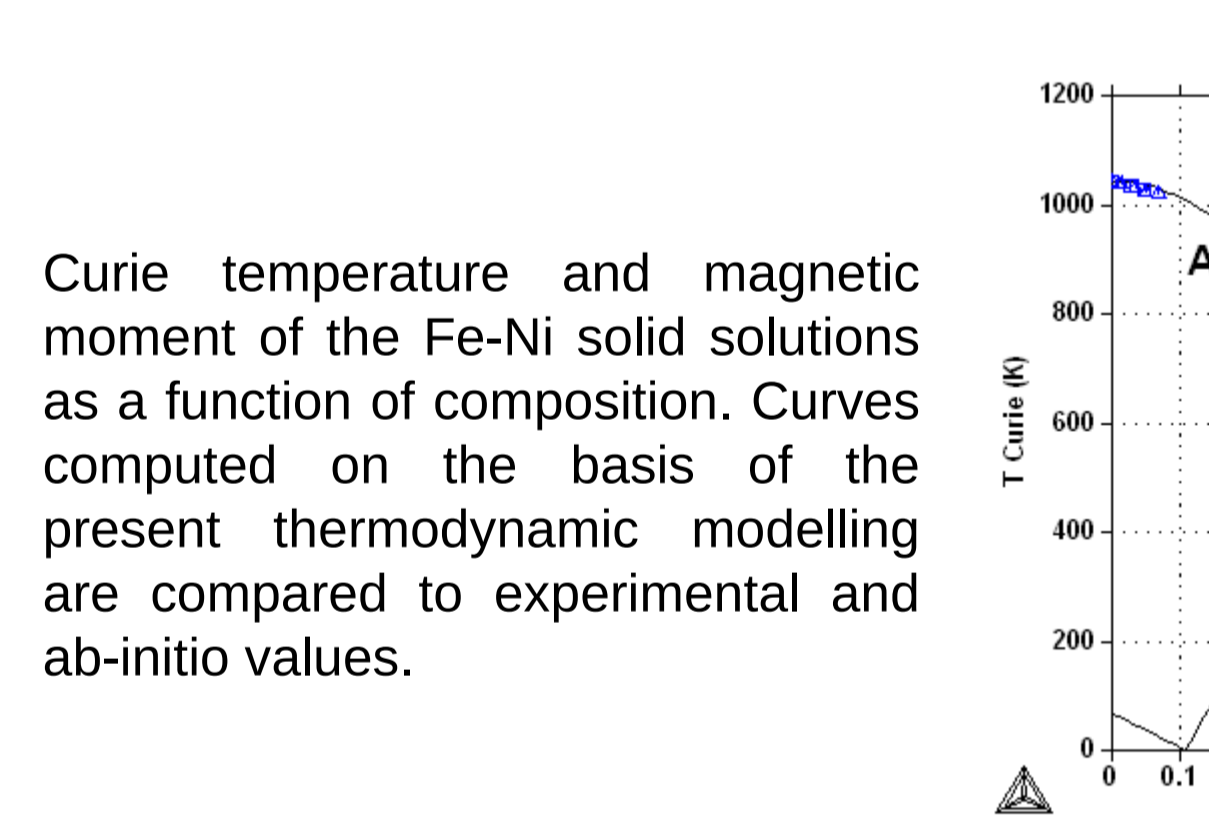 Curie temperature and magnetic
moment of the Fe-Ni solid solutions
as a function of composition. Curves
computed on the basis of the
present thermodynamic modelling
are compared to experimental and
ab-initio values.
T Curie (K)
1200
1000
800
600
400
200
0
0 0.1
A